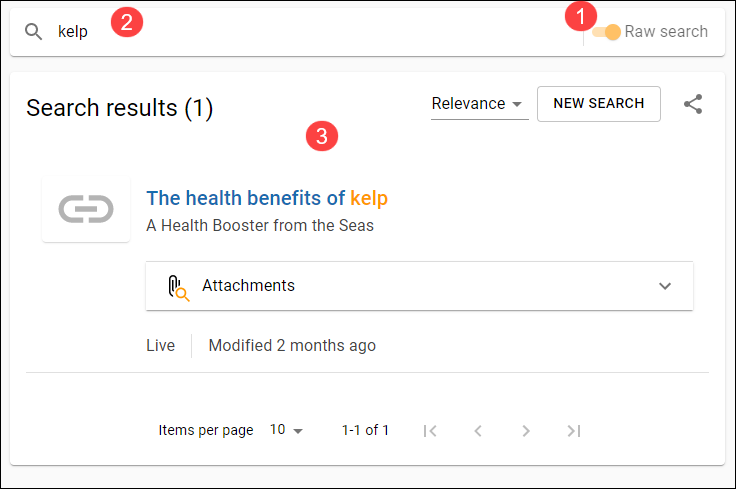 kelp
2
1
Raw search
Search results (1)
Relevance
NEW SEARCH
3
The health benefits of kelp
A Health Booster from the Seas
Attachments
Live
Modified 2 months ago
Items per page 10 1-1 of 1